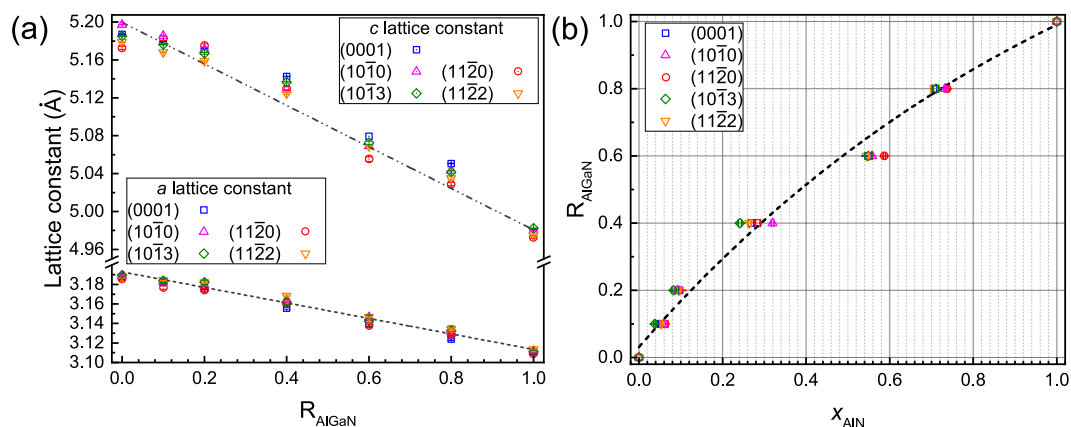 (a)
Lattice constant (Å)
5.20
5.16
5.12
5.08
5.04
5.00
4.96
3.18
3.16
3.14
3.12
3.10
c lattice constant
(0001)
(101̅0) (112̅0)
(101̅3) (112̅2)
a lattice constant
(0001)
(101̅0) (112̅0)
(101̅3) (112̅2)
0.0 0.2 0.4 0.6 0.8 1.0
R_AlGaN
(b)
R_AlGaN
1.0
0.8
0.6
0.4
0.2
0.0
(0001)
(101̅0)
(112̅0)
(101̅3)
(112̅2)
0.0 0.2 0.4 0.6 0.8 1.0
x_AlN